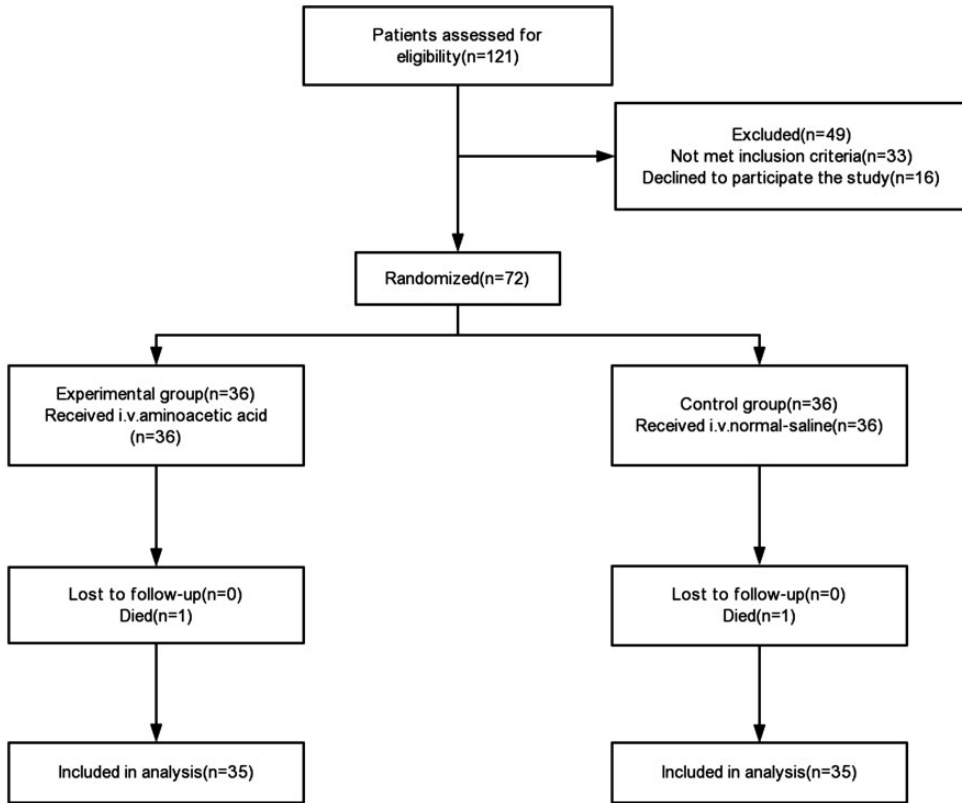 Patients assessed for
eligibility(n=121)
Excluded(n=49)
Not met inclusion criteria(n=33)
Declined to participate the study(n=16)
Randomized(n=72)
Experimental group(n=36)
Received i.v.aminoacetic acid
(n=36)
Control group(n=36)
Received i.v.normal-saline(n=36)
Lost to follow-up(n=0)
Died(n=1)
Lost to follow-up(n=0)
Died(n=1)
Included in analysis(n=35)
Included in analysis(n=35)